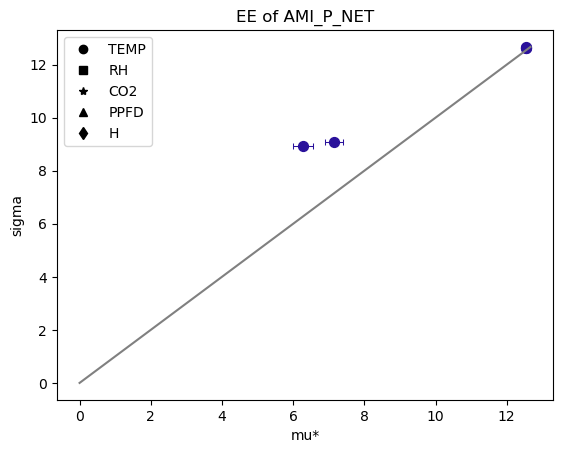 EE of AMI_P_NET
TEMP
RH
CO2
PPFD
H
sigma
12
10
8
6
4
2
0
0 2 4 6 8 10 12
mu*